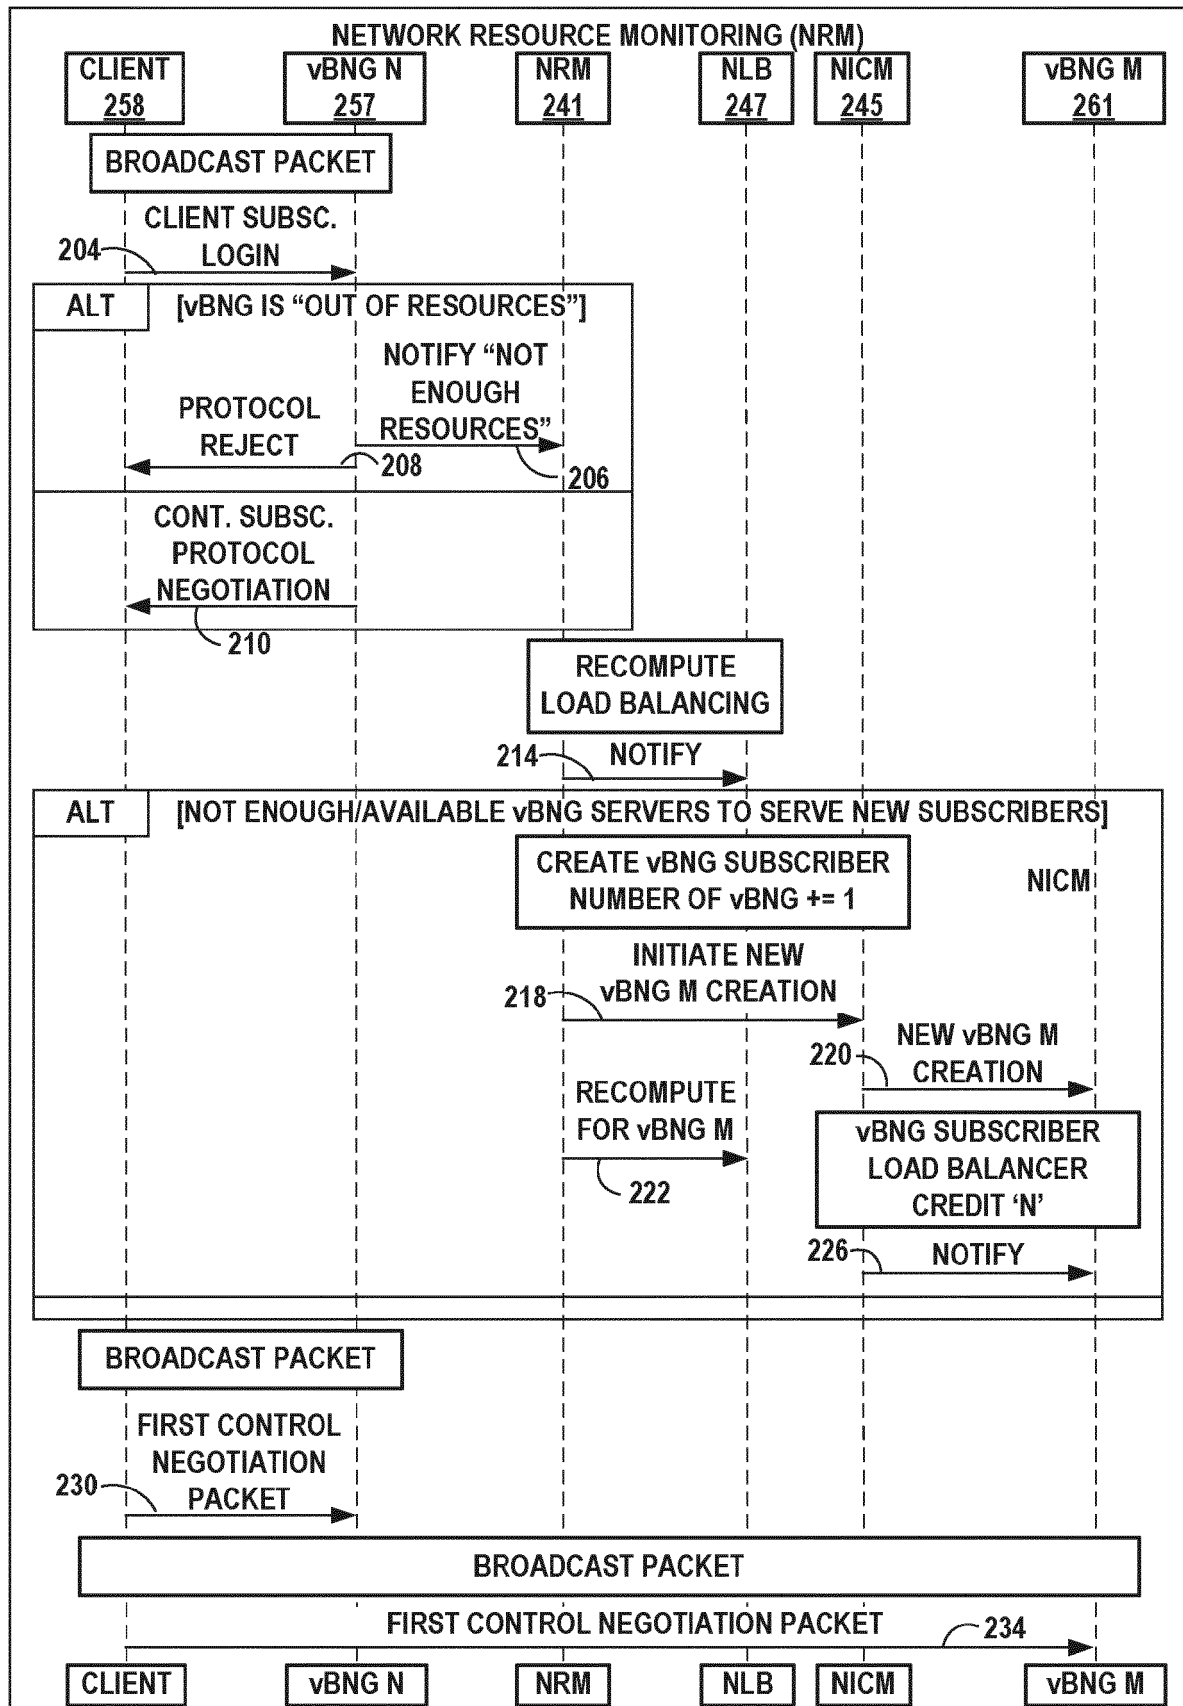 NETWORK RESOURCE MONITORING (NRM)
CLIENT
258
vBNG N
257
NRM
241
NLB
247
NICM
245
vBNG M
261
BROADCAST PACKET
CLIENT SUBSC.
LOGIN
204
ALT
[vBNG IS “OUT OF RESOURCES”]
NOTIFY “NOT
ENOUGH
RESOURCES”
PROTOCOL
REJECT
208
206
CONT. SUBSC.
PROTOCOL
NEGOTIATION
210
RECOMPUTE
LOAD BALANCING
214
NOTIFY
ALT
[NOT ENOUGH/AVAILABLE vBNG SERVERS TO SERVE NEW SUBSCRIBERS]
CREATE vBNG SUBSCRIBER
NUMBER OF vBNG += 1
NICM
INITIATE NEW
vBNG M CREATION
218
NEW vBNG M
CREATION
220
RECOMPUTE
FOR vBNG M
222
vBNG SUBSCRIBER
LOAD BALANCER
CREDIT ‘N’
226
NOTIFY
BROADCAST PACKET
FIRST CONTROL
NEGOTIATION
PACKET
230
BROADCAST PACKET
FIRST CONTROL NEGOTIATION PACKET
234
CLIENT
vBNG N
NRM
NLB
NICM
vBNG M